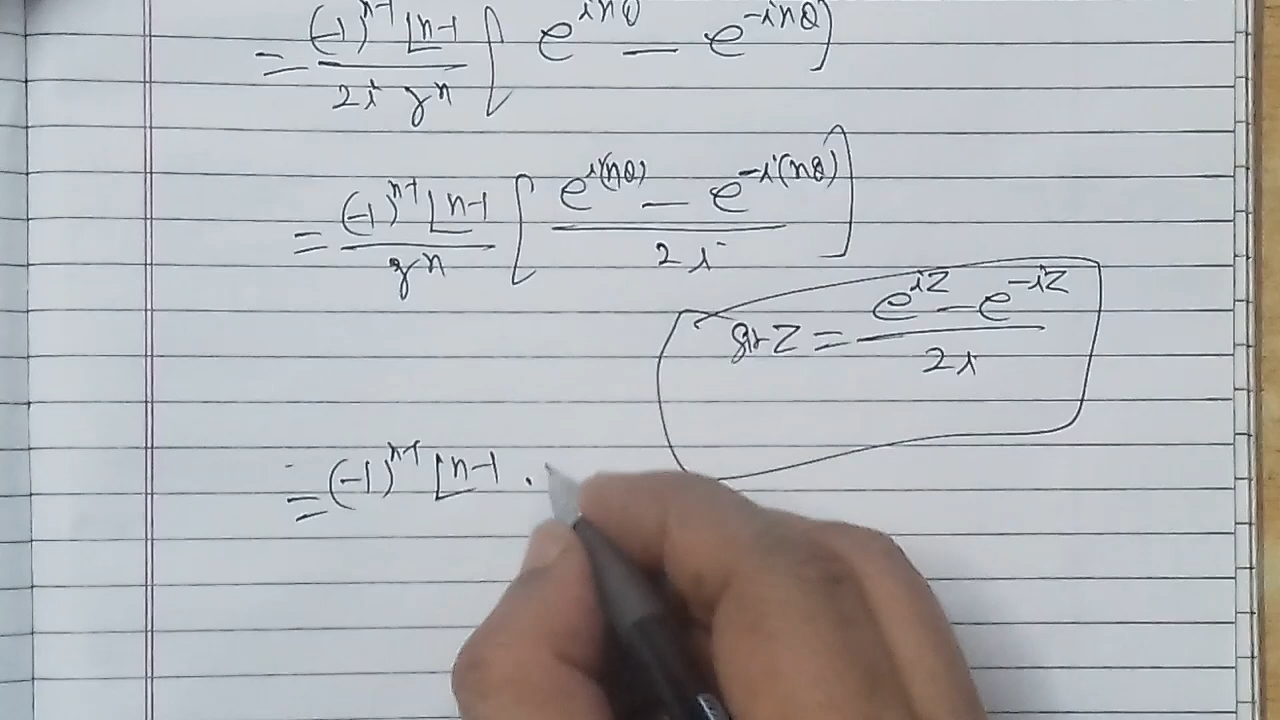 = (-1)^{n-1} ⌊n-1 / 2i r^n [ e^{inθ} - e^{-inθ} ]
= (-1)^{n-1} ⌊n-1 / r^n [ e^{i(nθ)} - e^{-i(nθ)} / 2i ]
sin z = e^{iz} - e^{-iz} / 2i
= (-1)^{n-1} ⌊n-1 .